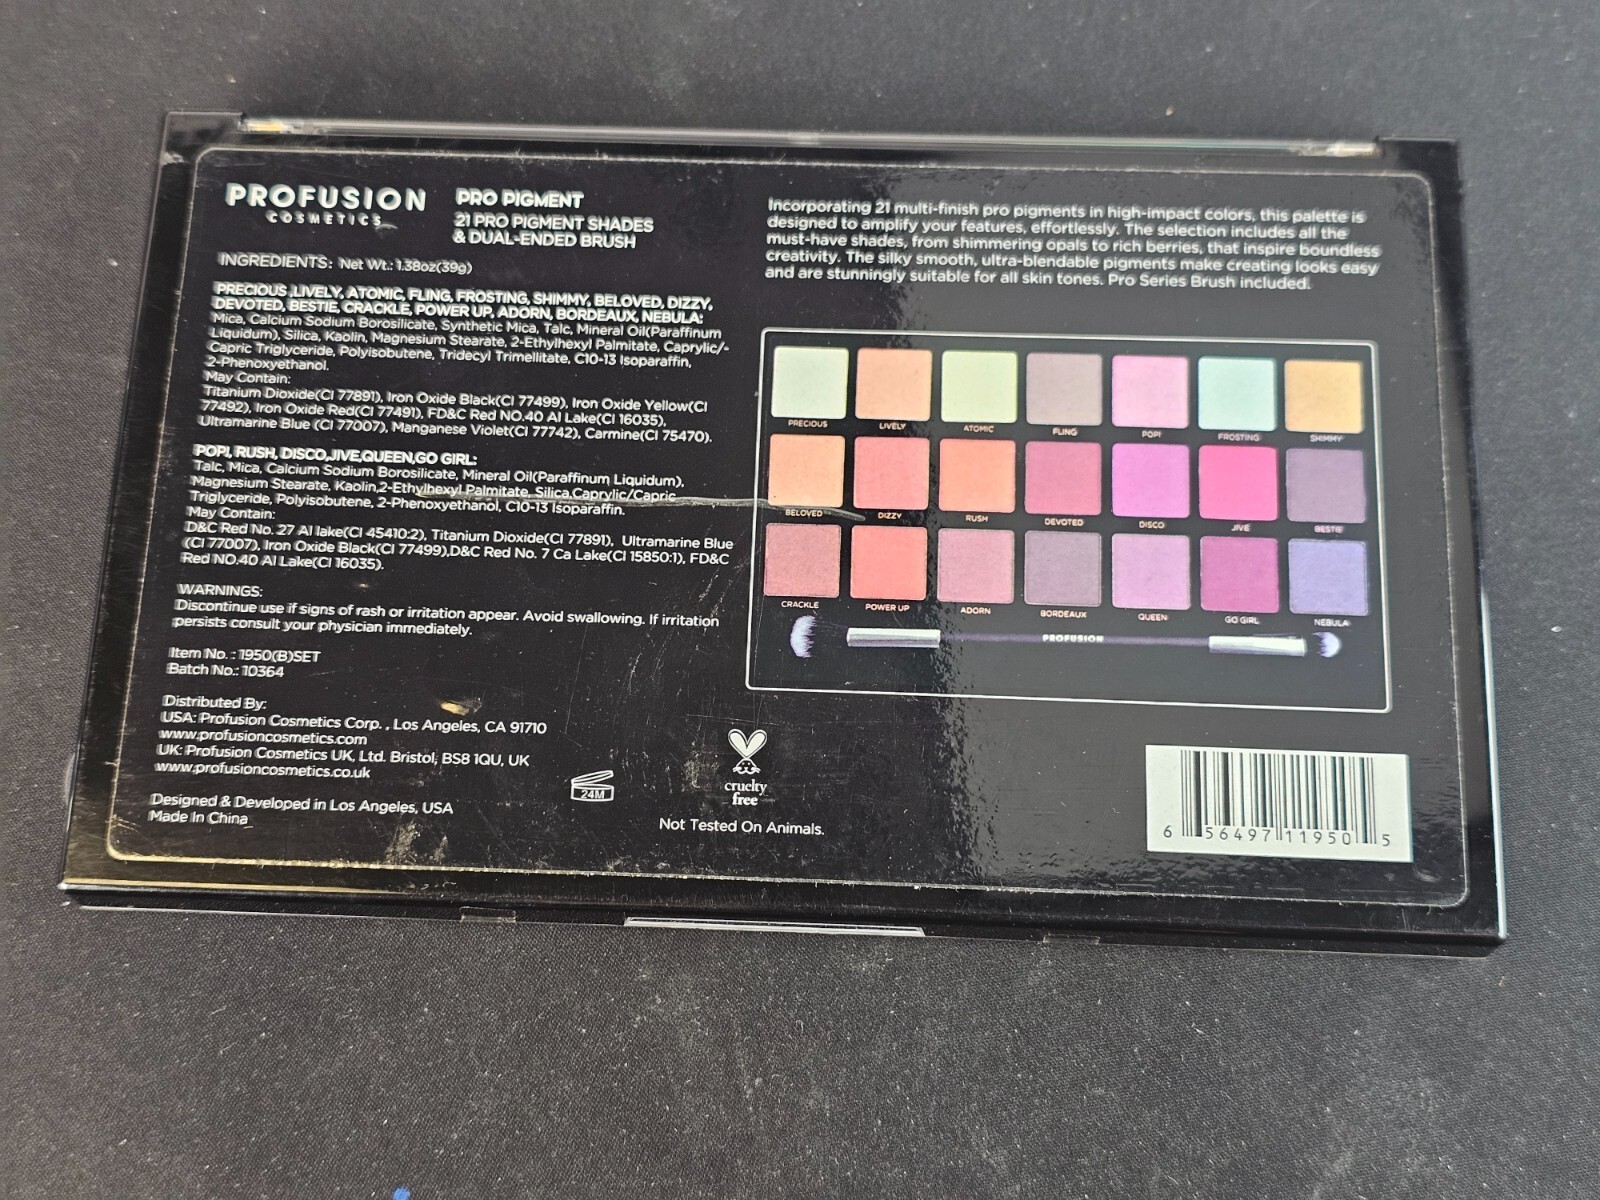 PROFUSION
COSMETICS
PRO PIGMENT
21 PRO PIGMENT SHADES
& DUAL-ENDED BRUSH
INGREDIENTS: Net Wt.: 1.38oz(39g)
PRECIOUS ,LIVELY, ATOMIC, FLING, FROSTING, SHIMMY, BELOVED, DIZZY,
DEVOTED, BESTIE, CRACKLE, POWER UP, ADORN, BORDEAUX, NEBULA:
Mica, Calcium Sodium Borosilicate, Synthetic Mica, Talc, Mineral Oil(Paraffinum
Liquidum), Silica, Kaolin, Magnesium Stearate, 2-Ethylhexyl Palmitate, Caprylic/-
Capric Triglyceride, Polyisobutene, Tridecyl Trimellitate, C10-13 Isoparaffin,
2-Phenoxyethanol.
May Contain:
Titanium Dioxide(CI 77891), Iron Oxide Black(CI 77499), Iron Oxide Yellow(CI
77492), Iron Oxide Red(CI 77491), FD&C Red NO.40 Al Lake(CI 16035),
Ultramarine Blue (CI 77007), Manganese Violet(CI 77742), Carmine(CI 75470).
POP!, RUSH, DISCO,JIVE,QUEEN,GO GIRL:
Talc, Mica, Calcium Sodium Borosilicate, Mineral Oil(Paraffinum Liquidum),
Magnesium Stearate, Kaolin,2-Ethylhexyl Palmitate, Silica,Caprylic/Capric
Triglyceride, Polyisobutene, 2-Phenoxyethanol, C10-13 Isoparaffin.
May Contain:
D&C Red No. 27 Al lake(CI 45410:2), Titanium Dioxide(CI 77891), Ultramarine Blue
(CI 77007), Iron Oxide Black(CI 77499),D&C Red No. 7 Ca Lake(CI 15850:1), FD&C
Red NO.40 Al Lake(CI 16035).
WARNINGS:
Discontinue use if signs of rash or irritation appear. Avoid swallowing. If irritation
persists consult your physician immediately.
Item No. : 1950(B)SET
Batch No.: 10364
Distributed By:
USA: Profusion Cosmetics Corp. , Los Angeles, CA 91710
www.profusioncosmetics.com
UK: Profusion Cosmetics UK, Ltd. Bristol, BS8 1QU, UK
www.profusioncosmetics.co.uk
Designed & Developed in Los Angeles, USA
Made In China
24M
cruelty
free
Not Tested On Animals.
Incorporating 21 multi-finish pro pigments in high-impact colors, this palette is
designed to amplify your features, effortlessly. The selection includes all the
must-have shades, from shimmering opals to rich berries, that inspire boundless
creativity. The silky smooth, ultra-blendable pigments make creating looks easy
and are stunningly suitable for all skin tones. Pro Series Brush included.
PRECIOUS LIVELY ATOMIC FLING POP! FROSTING SHIMMY
BELOVED DIZZY RUSH DEVOTED DISCO JIVE BESTIE
CRACKLE POWER UP ADORN BORDEAUX QUEEN GO GIRL NEBULA
PROFUSION
6 56497 11950 5